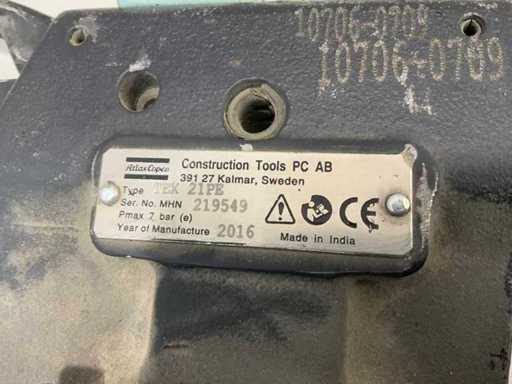 10706-0709
10706-0709
Atlas Copco
Construction Tools PC AB
391 27 Kalmar, Sweden
Type TEX 21PE
Ser. No. MHN 219549
Pmax 7 bar (e)
Year of Manufacture 2016
CE
Made in India